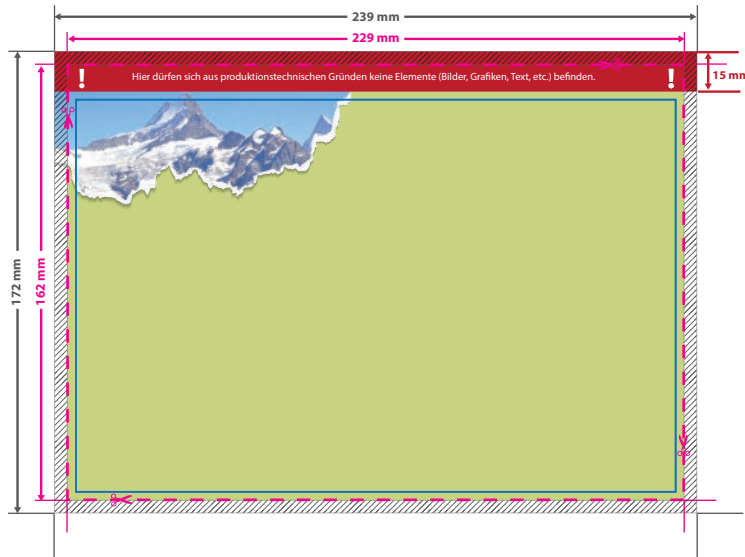 239 mm
229 mm
! Hier dürfen sich aus produktionstechnischen Gründen keine Elemente (Bilder, Grafiken, Text, etc.) befinden. !
15 mm
172 mm
162 mm